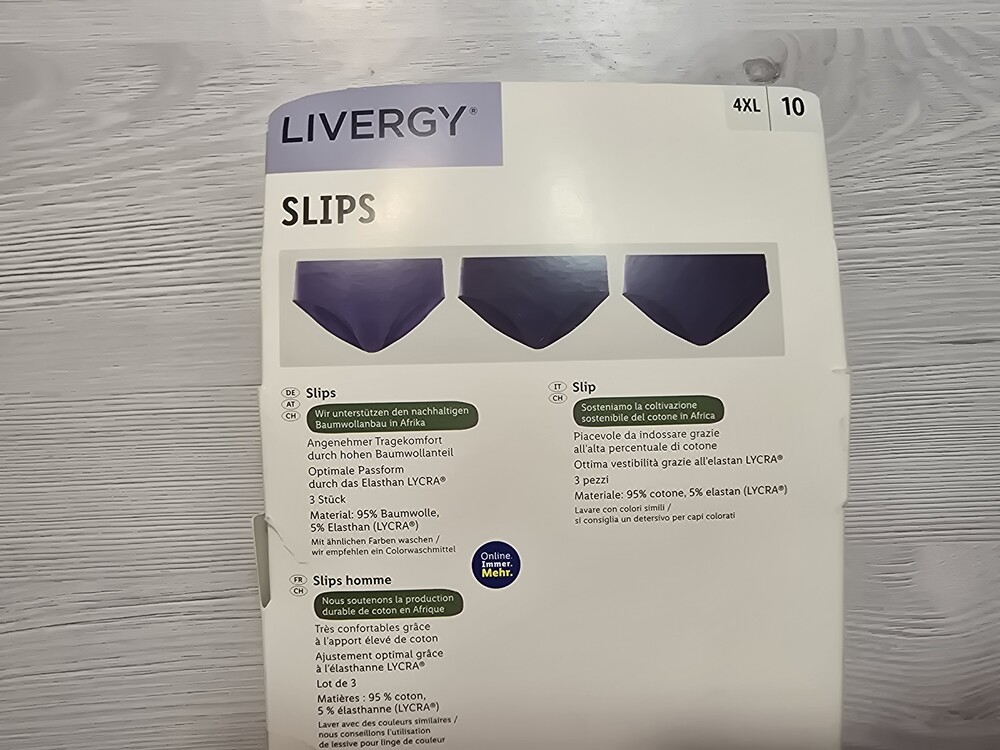 LIVERGY®
4XL 10
SLIPS
DE
AT
CH
Slips
Wir unterstützen den nachhaltigen
Baumwollanbau in Afrika
Angenehmer Tragekomfort
durch hohen Baumwollanteil
Optimale Passform
durch das Elasthan LYCRA®
3 Stück
Material: 95% Baumwolle,
5% Elasthan (LYCRA®)
Mit ähnlichen Farben waschen /
wir empfehlen ein Colorwaschmittel
FR
CH
Slips homme
Nous soutenons la production
durable de coton en Afrique
Très confortables grâce
à l'apport élevé de coton
Ajustement optimal grâce
à l'élasthanne LYCRA®
Lot de 3
Matières : 95 % coton,
5 % élasthanne (LYCRA®)
Laver avec des couleurs similaires /
nous conseillons l'utilisation
de lessive pour linge de couleur
IT
CH
Slip
Sosteniamo la coltivazione
sostenibile del cotone in Africa
Piacevole da indossare grazie
all'alta percentuale di cotone
Ottima vestibilità grazie all'elastan LYCRA®
3 pezzi
Materiale: 95% cotone, 5% elastan (LYCRA®)
Lavare con colori simili /
si consiglia un detersivo per capi colorati
Online.
Immer.
Mehr.